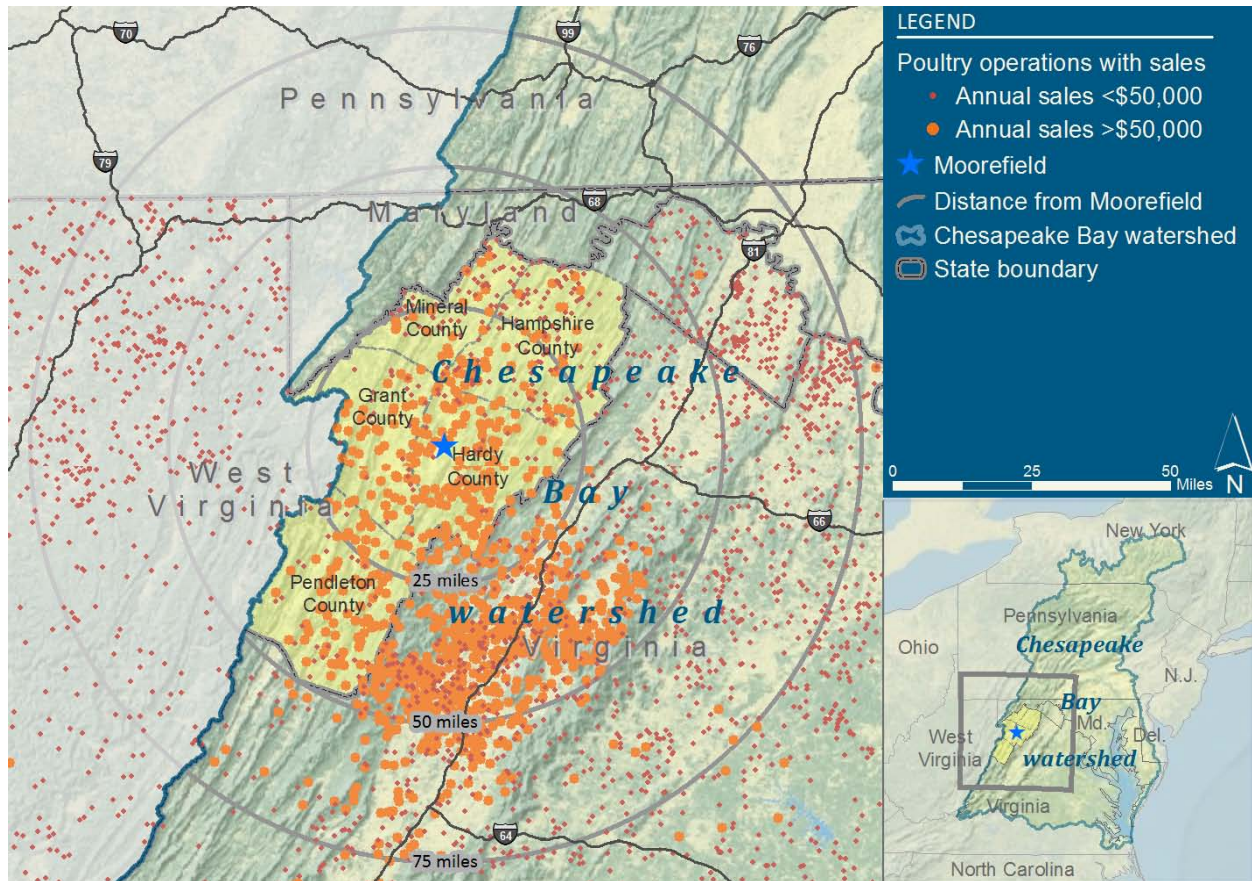 70
99
76
Pennsylvania
79
68
Maryland
81
Mineral
County
Hampshire
County
Chesapeake
Grant
County
West
Virginia
Hardy
County
Bay
66
25 miles
Pendleton
County
watershed
Virginia
50 miles
64
75 miles
LEGEND
Poultry operations with sales
Annual sales <$50,000
Annual sales >$50,000
Moorefield
Distance from Moorefield
Chesapeake Bay watershed
State boundary
0 25 50
Miles
N
New York
Pennsylvania
Ohio
Chesapeake
N.J.
Bay
Md.
Del.
West
Virginia
watershed
Virginia
North Carolina